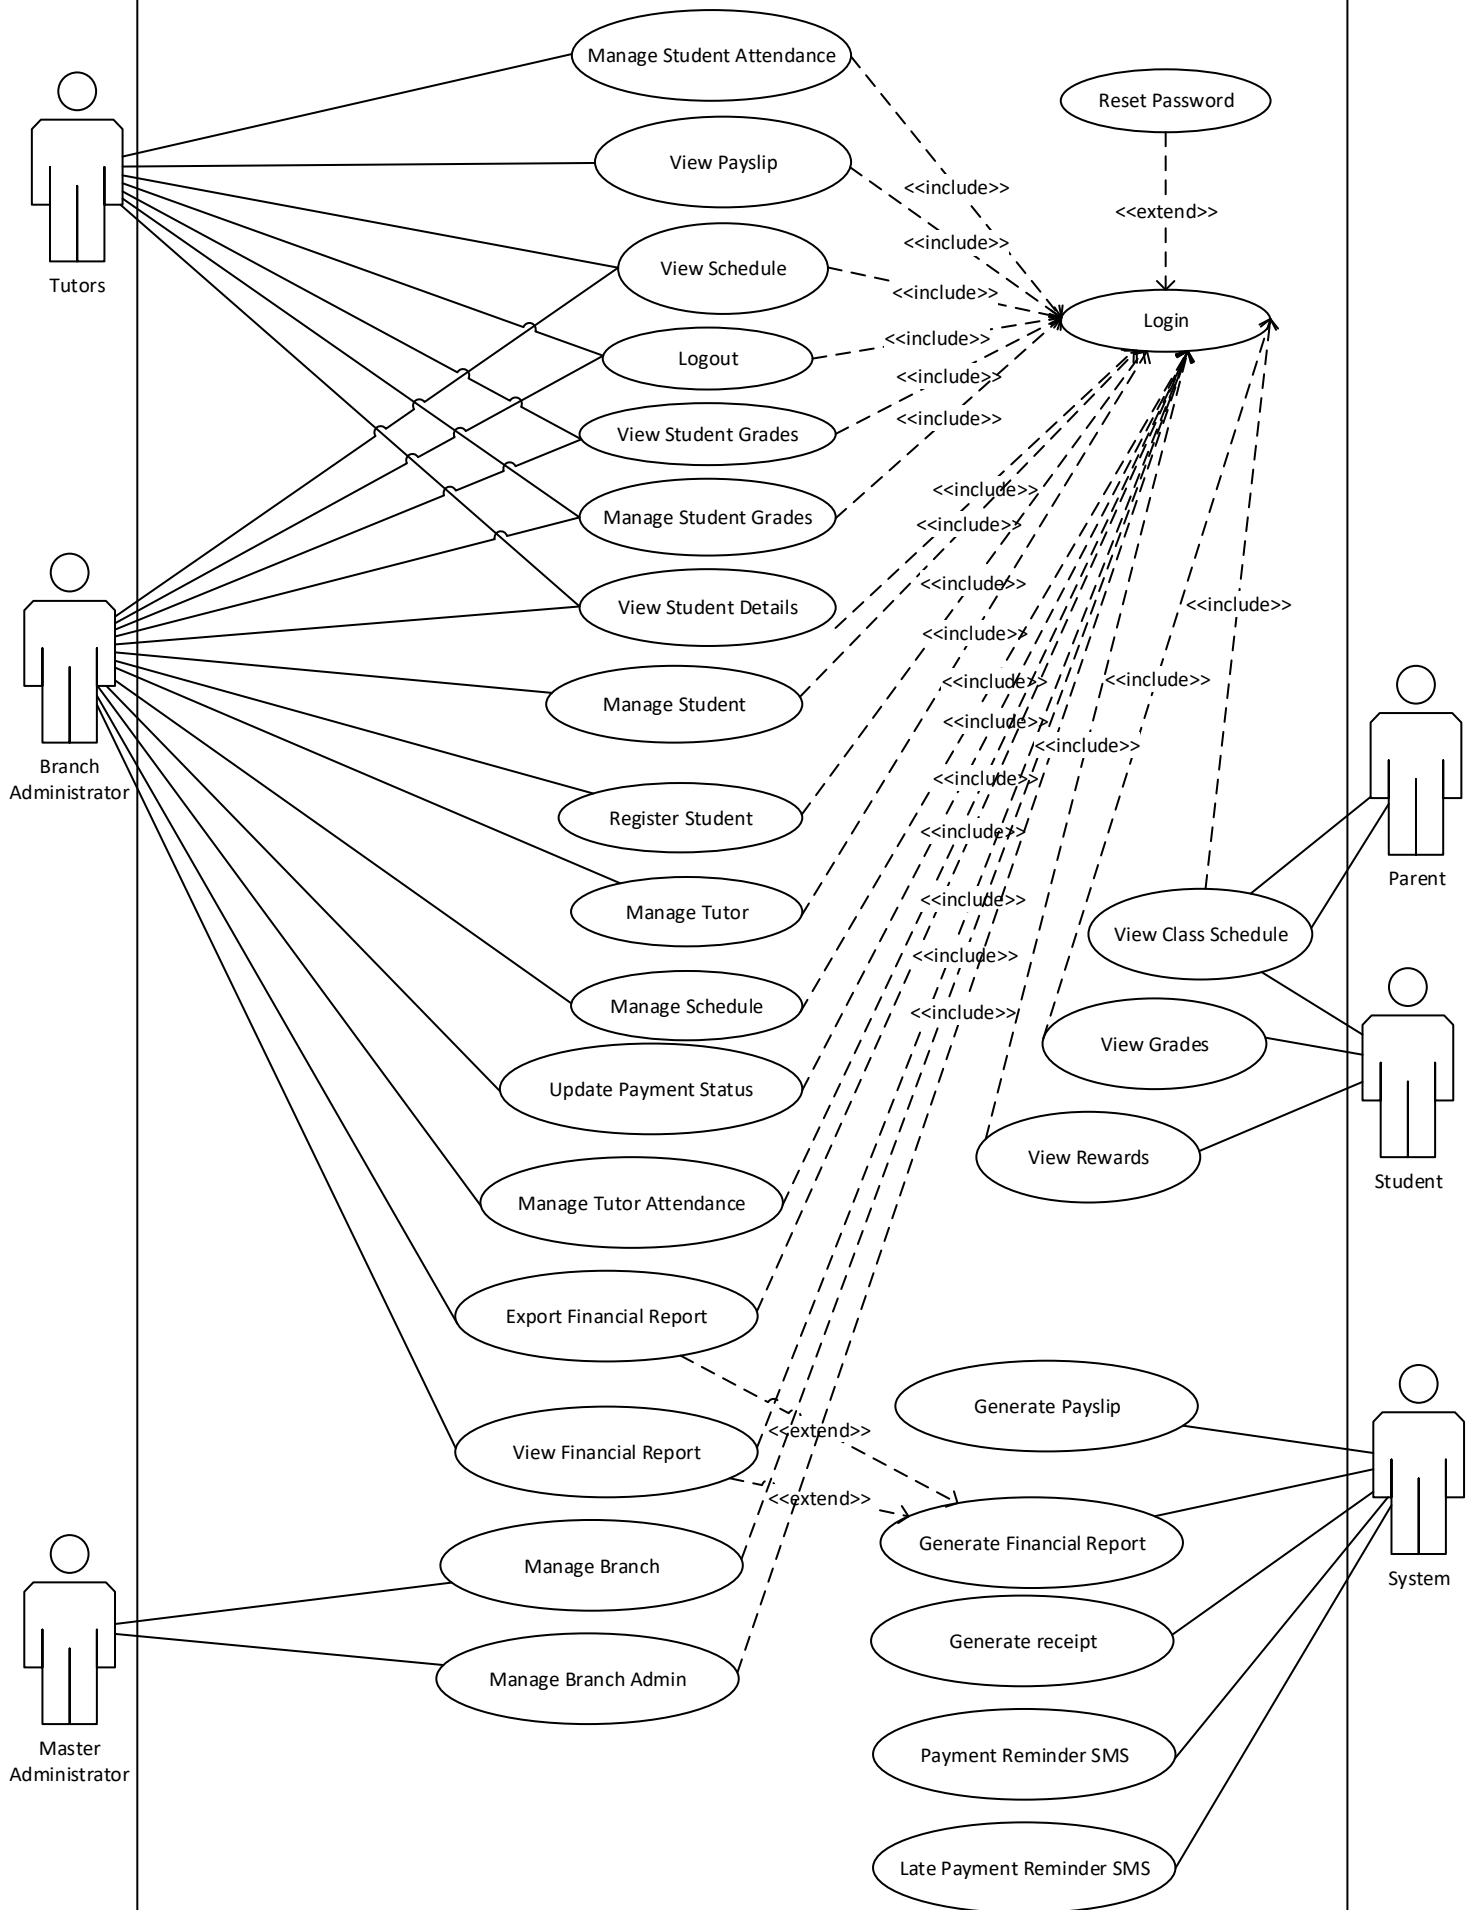 Manage Student Attendance
Reset Password
View Payslip
<<include>>
<<extend>>
<<include>>
View Schedule
Tutors
<<include>>
Login
<<include>>
Logout
<<include>>
<<include>>
View Student Grades
<<include>>
Manage Student Grades
<<include>>
<<include>>
View Student Details
<<include>>
<<include>>
Manage Student
<<include>>
<<include>>
<<include>>
<<include>>
Branch
Administrator
<<include>>
Register Student
<<include>>
Parent
<<include>>
Manage Tutor
View Class Schedule
<<include>>
Manage Schedule
<<include>>
View Grades
Update Payment Status
View Rewards
Student
Manage Tutor Attendance
Export Financial Report
Generate Payslip
<<extend>>
View Financial Report
<<extend>>
Generate Financial Report
Manage Branch
System
Generate receipt
Manage Branch Admin
Master
Administrator
Payment Reminder SMS
Late Payment Reminder SMS